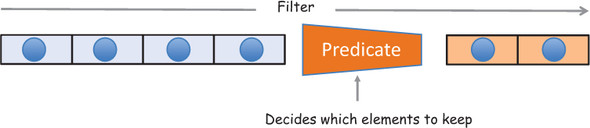 Filter
Predicate
Decides which elements to keep